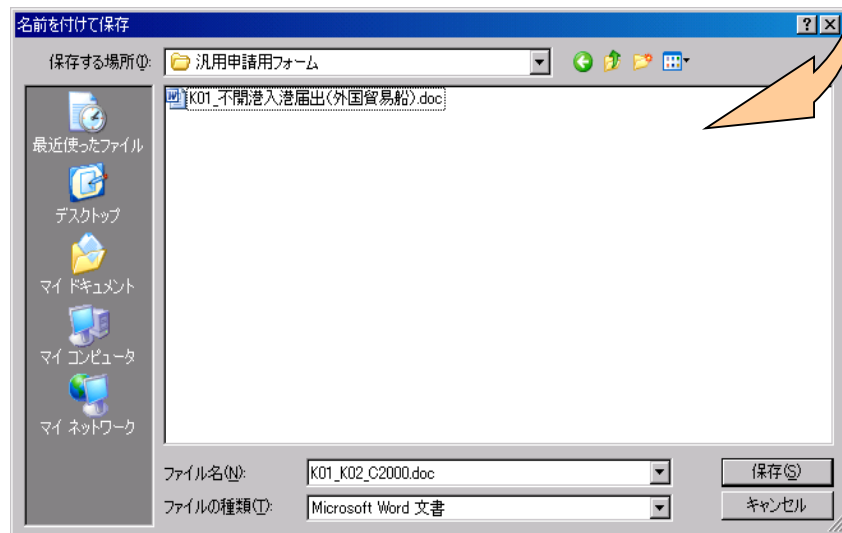 名前を付けて保存
保存する場所(I):
汎用申請用フォーム
K01_不開港入港届出(外国貿易船).doc
最近使ったファイル
デスクトップ
マイ ドキュメント
マイ コンピュータ
マイ ネットワーク
ファイル名(N):
K01_K02_C2000.doc
保存(S)
ファイルの種類(T):
Microsoft Word 文書
キャンセル